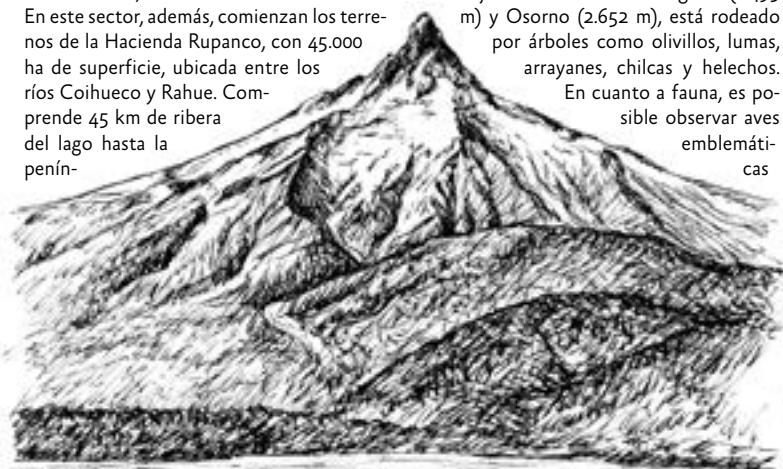 En este sector, además, comienzan los terre-
nos de la Hacienda Rupanco, con 45.000
ha de superficie, ubicada entre los
ríos Coihueco y Rahue. Com-
prende 45 km de ribera
del lago hasta la
penín-
m) y Osorno (2.652 m), está rodeado
por árboles como olivillos, lumas,
arrayanes, chilcas y helechos.
En cuanto a fauna, es po-
sible observar aves
emblemáti-
cas